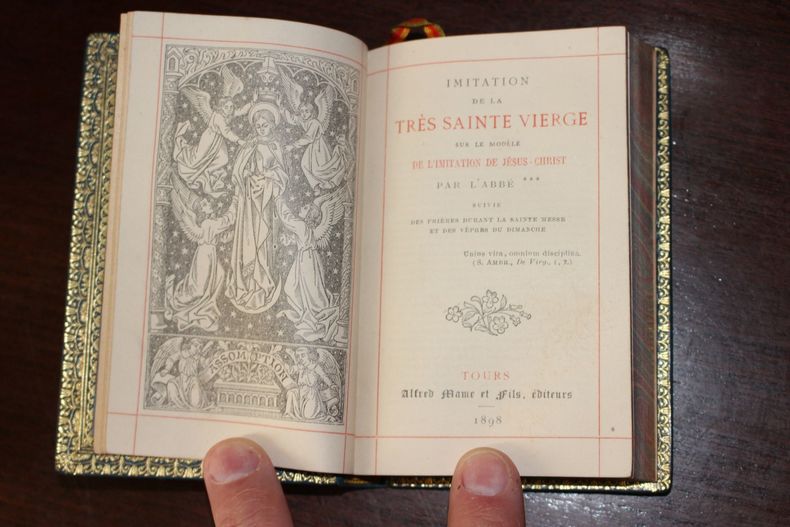 ASSOMPTION
IMITATION
DE LA
TRÈS SAINTE VIERGE
SUR LE MODÈLE
DE L'IMITATION DE JÉSUS-CHRIST
PAR L'ABBÉ ***
SUIVIE
DES PRIÈRES DURANT LA SAINTE MESSE
ET DES VÊPRES DU DIMANCHE
Unius vita, omnium disciplina.
(S. AMBR., De Virg., l, 2.)
TOURS
Alfred Mame et Fils, éditeurs
1898